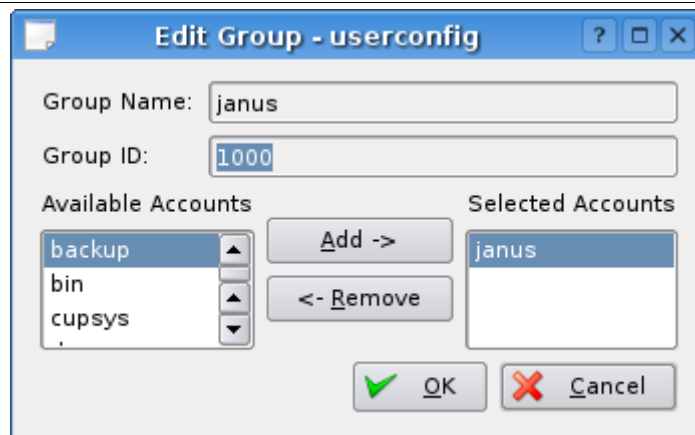 Edit Group - userconfig
?
Group Name: janus
Group ID: 1000
Available Accounts
Selected Accounts
backup
bin
cupsys
Add ->
<- Remove
janus
OK
Cancel